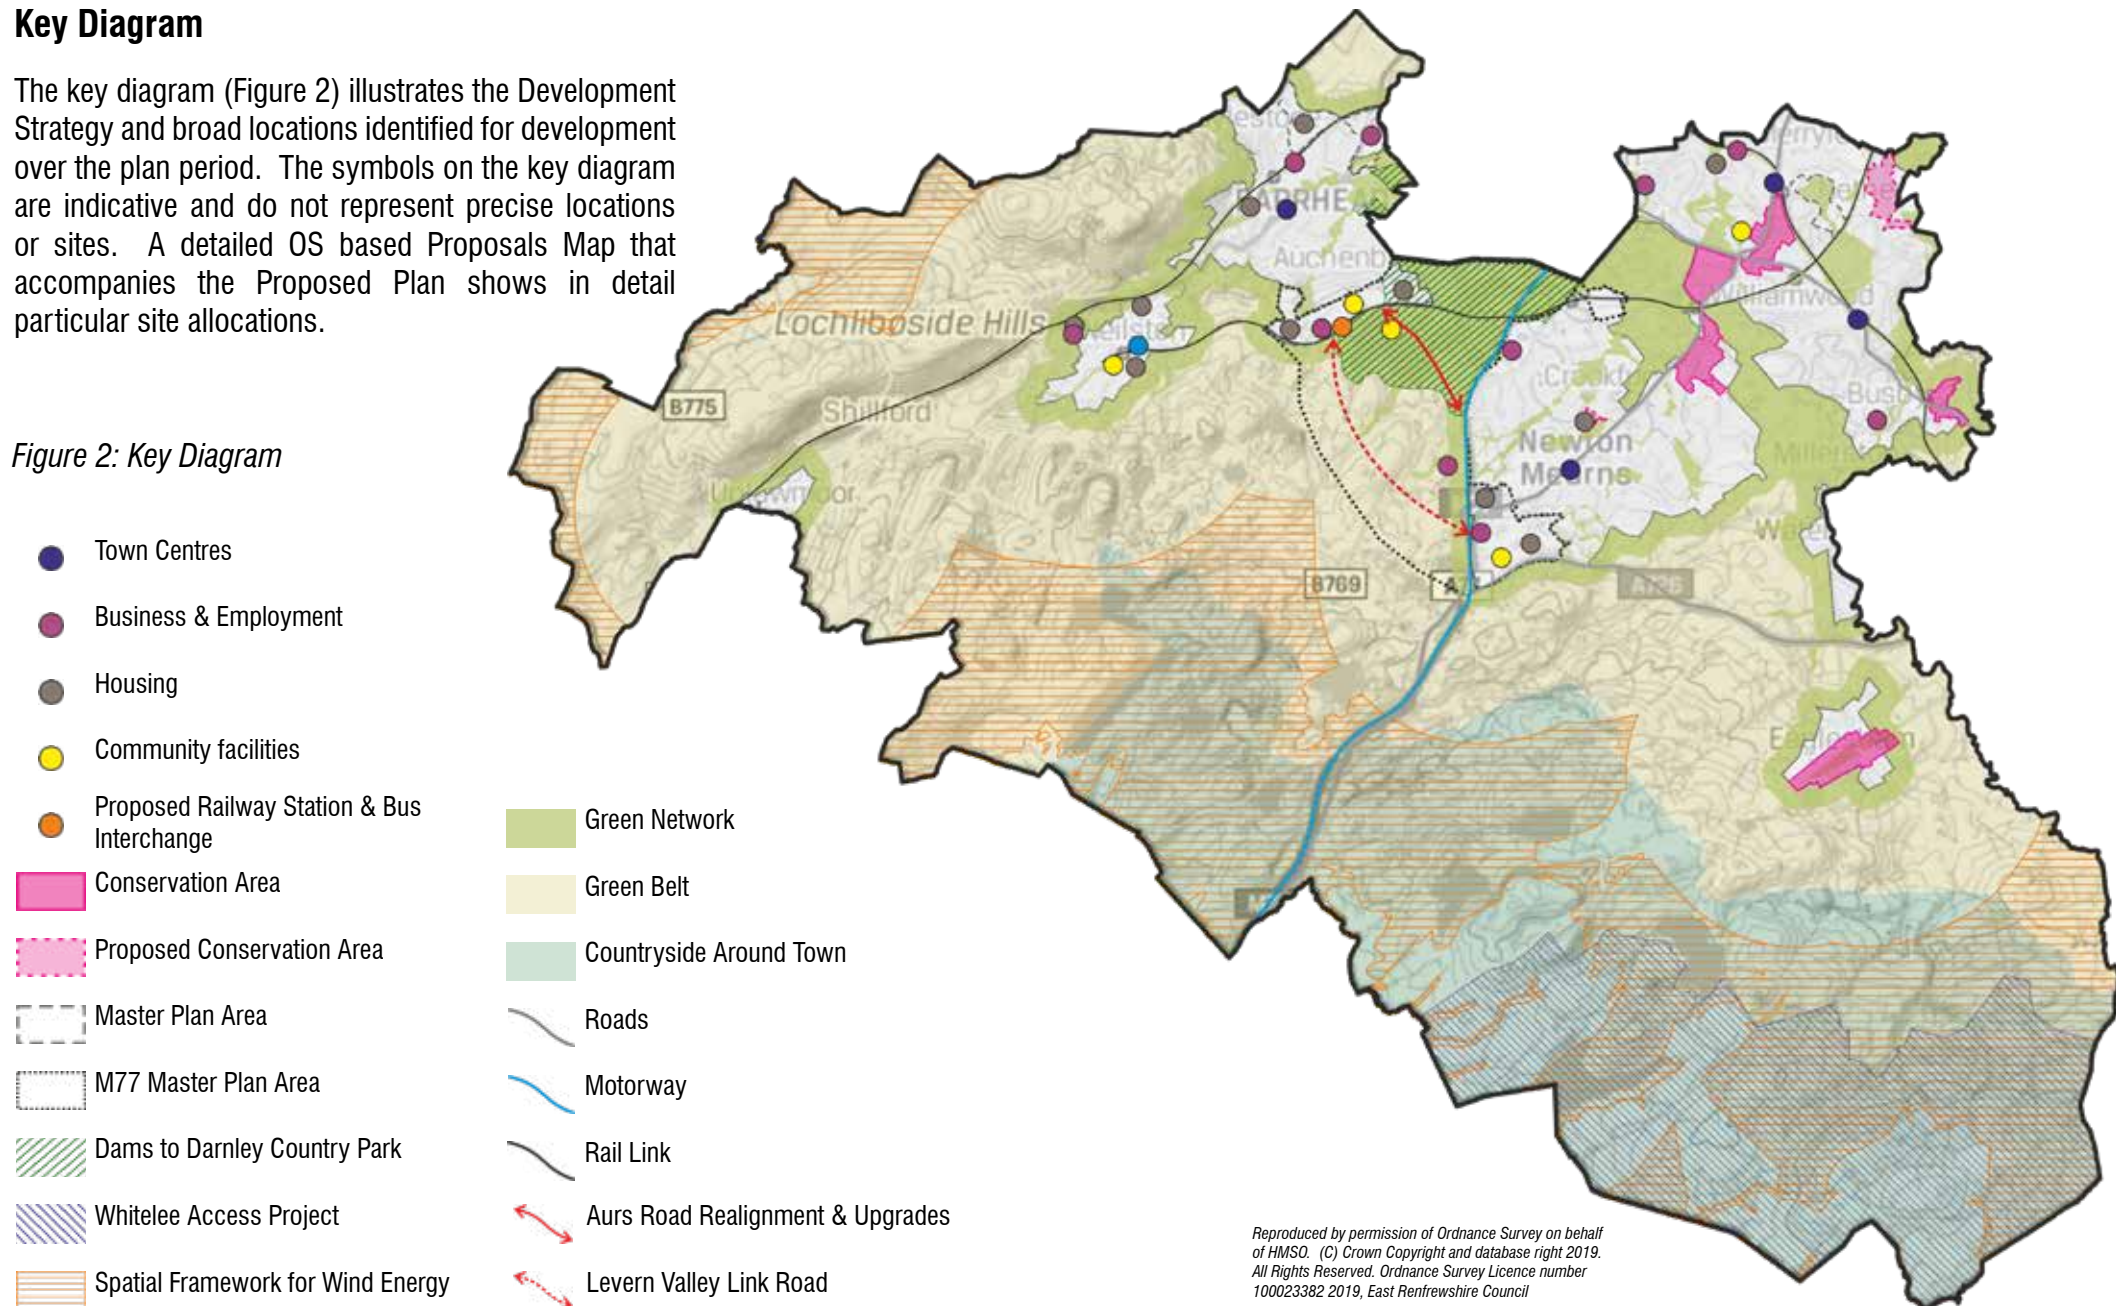 Key Diagram
The key diagram (Figure 2) illustrates the Development
Strategy and broad locations identified for development
over the plan period. The symbols on the key diagram
are indicative and do not represent precise locations
or sites. A detailed OS based Proposals Map that
accompanies the Proposed Plan shows in detail
particular site allocations.
Figure 2: Key Diagram
Town Centres
Business & Employment
Housing
Community facilities
Proposed Railway Station & Bus
Interchange
Conservation Area
Proposed Conservation Area
Master Plan Area
M77 Master Plan Area
Dams to Darnley Country Park
Whitelee Access Project
Spatial Framework for Wind Energy
Green Network
Green Belt
Countryside Around Town
Roads
Motorway
Rail Link
Aurs Road Realignment & Upgrades
Levern Valley Link Road
Auchenb
Lochliboside Hills
Shillford
B775
Newton
Mearns
B769
Williamwood
Reproduced by permission of Ordnance Survey on behalf
of HMSO. (C) Crown Copyright and database right 2019.
All Rights Reserved. Ordnance Survey Licence number
100023382 2019, East Renfrewshire Council